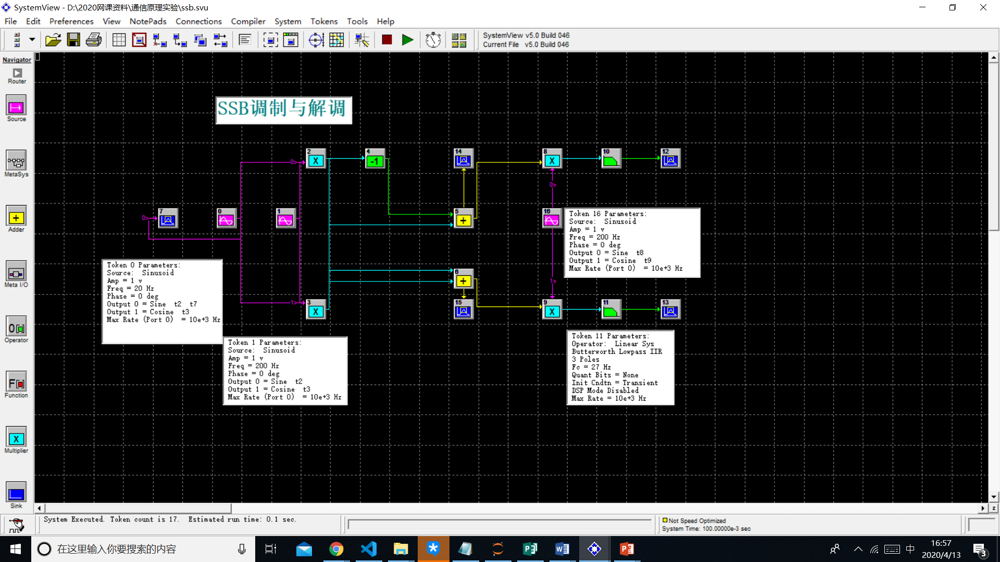 SystemView - D:\2020网课资料\通信原理实验\ssb.svu
File Edit Preferences View NotePads Connections Compiler System Tokens Tools Help
SystemView v5.0 Build 046
Current File v5.0 Build 046
Navigator
Router
Source
MetaSys
Adder
Meta I/O
Operator
Function
Multiplier
Sink
SSB调制与解调
2
X
4
-1
14
8
X
10
12
0>
0>
0>
7
0
1
5
+
16
Token 16 Parameters:
Source: Sinusoid
Amp = 1 v
Freq = 200 Hz
Phase = 0 deg
Output 0 = Sine t8
Output 1 = Cosine t9
Max Rate (Port 0) = 10e+3 Hz
Token 0 Parameters:
Source: Sinusoid
Amp = 1 v
Freq = 20 Hz
Phase = 0 deg
Output 0 = Sine t2 t7
Output 1 = Cosine t3
Max Rate (Port 0) = 10e+3 Hz
6
+
1>
1>
3
X
15
9
X
11
13
Token 1 Parameters:
Source: Sinusoid
Amp = 1 v
Freq = 200 Hz
Phase = 0 deg
Output 0 = Sine t2
Output 1 = Cosine t3
Max Rate (Port 0) = 10e+3 Hz
Token 11 Parameters:
Operator: Linear Sys
Butterworth Lowpass IIR
3 Poles
Fc = 27 Hz
Quant Bits = None
Init Cndtn = Transient
DSP Mode Disabled
Max Rate = 10e+3 Hz
System Executed. Token count is 17. Estimated run time: 0.1 sec.
Not Speed Optimized
System Time: 100.00000e-3 sec
在这里输入你要搜索的内容
中
16:57
2020/4/13
3